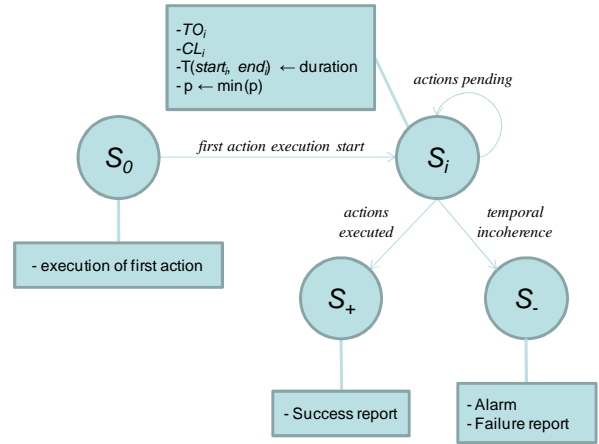 -TOᵢ
-CLᵢ
-T(startᵢ, endᵢ) ← duration
- p ← min(p)
actions pending
S₀
first action execution start
Sᵢ
actions
executed
temporal
incoherence
- execution of first action
S₊
S₋
- Success report
- Alarm
- Failure report